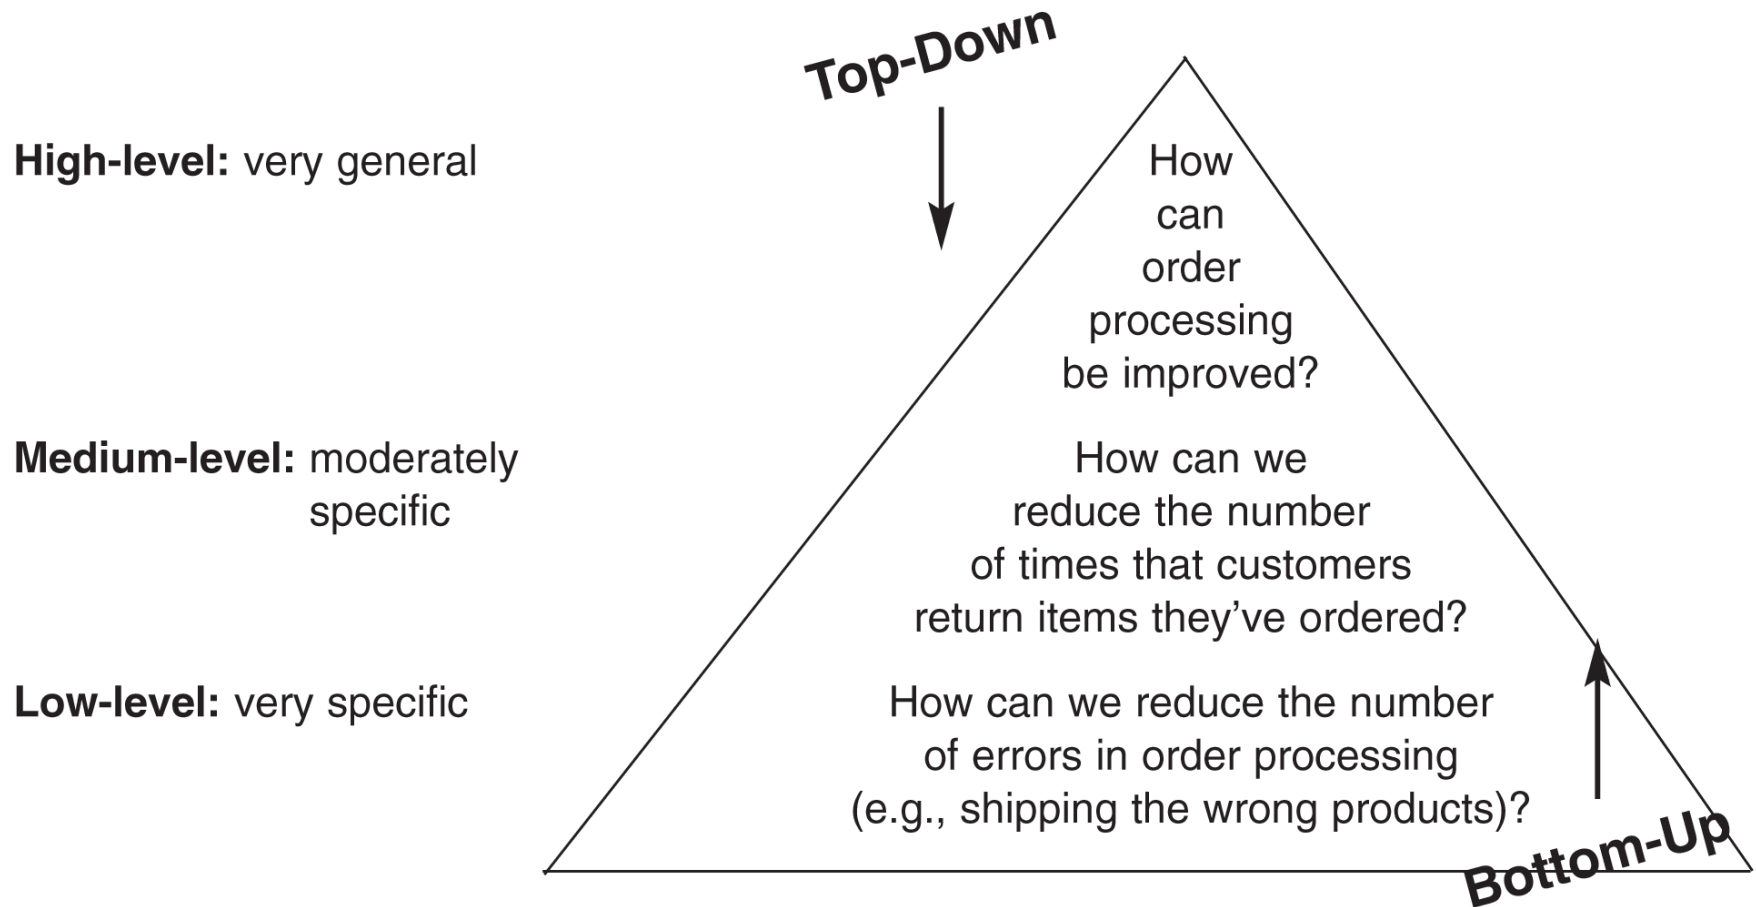 Top-Down
High-level: very general
How
can
order
processing
be improved?
Medium-level: moderately
specific
How can we
reduce the number
of times that customers
return items they’ve ordered?
Low-level: very specific
How can we reduce the number
of errors in order processing
(e.g., shipping the wrong products)?
Bottom-Up